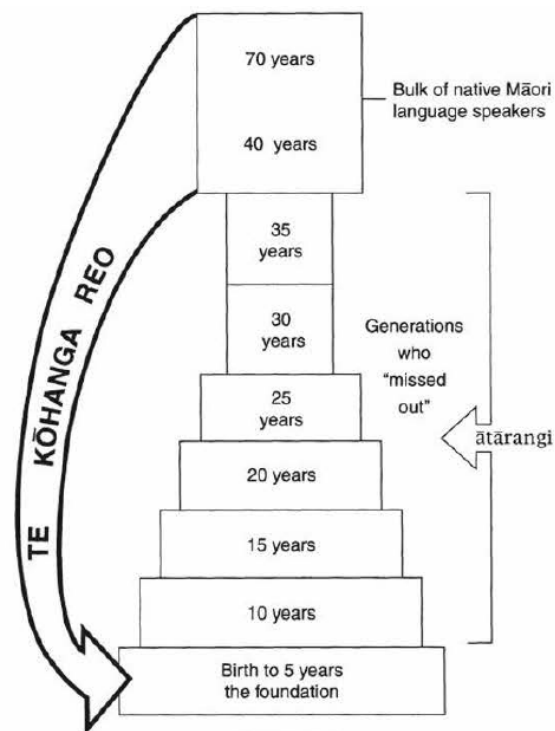 70 years
40 years
Bulk of native Māori
language speakers
TE KŌHANGA REO
35
years
30
years
Generations
who
"missed
out"
25
years
ātārangi
20 years
15 years
10 years
Birth to 5 years
the foundation